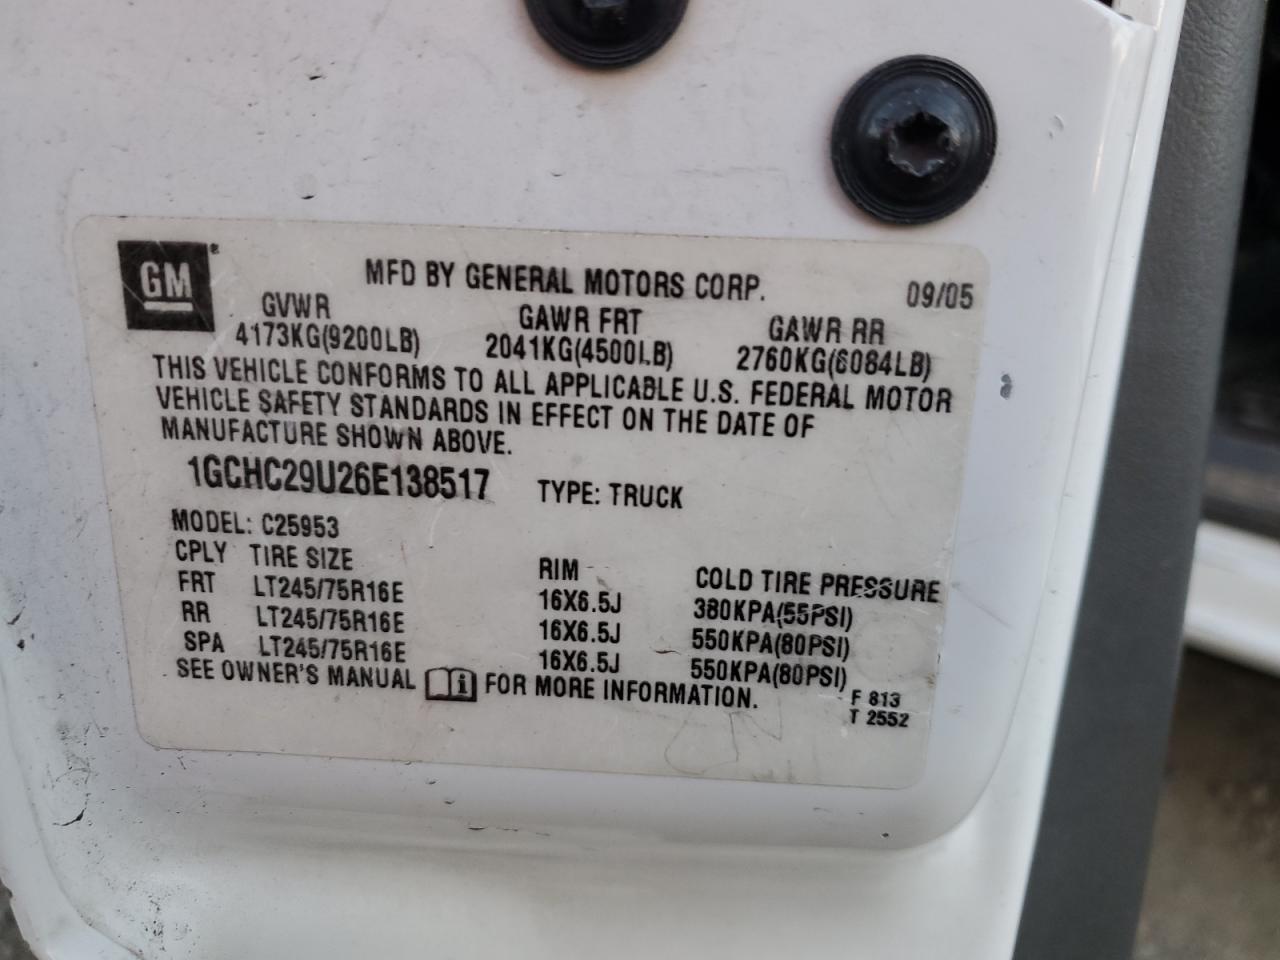 GM®
MFD BY GENERAL MOTORS CORP. 09/05
GVWR GAWR FRT GAWR RR
4173KG(9200LB) 2041KG(4500LB) 2760KG(6084LB)
THIS VEHICLE CONFORMS TO ALL APPLICABLE U.S. FEDERAL MOTOR
VEHICLE SAFETY STANDARDS IN EFFECT ON THE DATE OF
MANUFACTURE SHOWN ABOVE.
1GCHC29U26E138517 TYPE: TRUCK
MODEL: C25953
CPLY TIRE SIZE RIM COLD TIRE PRESSURE
FRT LT245/75R16E 16X6.5J 380KPA(55PSI)
RR LT245/75R16E 16X6.5J 550KPA(80PSI)
SPA LT245/75R16E 16X6.5J 550KPA(80PSI)
SEE OWNER'S MANUAL i FOR MORE INFORMATION.
F 813
T 2552